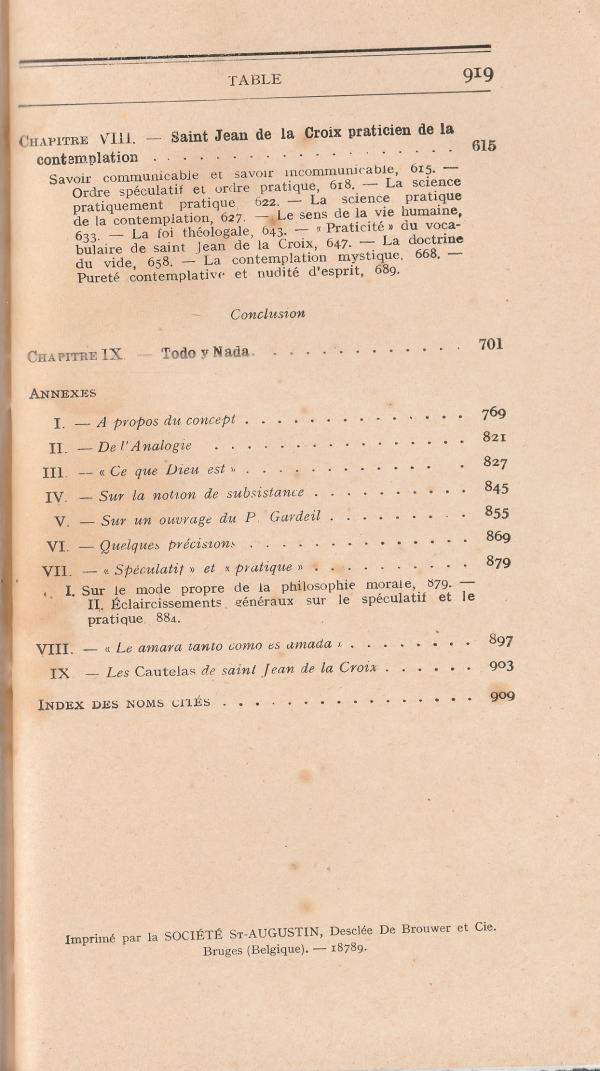 TABLE 919
CHAPITRE VIII. — Saint Jean de la Croix praticien de la
contemplation . . . . . . . . . . . . . . . . . 615
Savoir communicable et savoir incommunicable, 615. —
Ordre spéculatif et ordre pratique, 618. — La science
pratiquement pratique 622. — La science pratique
de la contemplation, 627. — Le sens de la vie humaine,
633. — La foi théologale, 643. — « Praticité » du voca-
bulaire de saint Jean de la Croix, 647. — La doctrine
du vide, 658. — La contemplation mystique, 668. —
Pureté contemplative et nudité d'esprit, 689.
Conclusion
CHAPITRE IX — Todo y Nada. . . . . . . . . . . . . 701
ANNEXES
I. — A propos du concept . . . . . . . . . . . . 769
II. — De l'Analogie . . . . . . . . . . . . . 821
III. — « Ce que Dieu est » . . . . . . . . . . . 827
IV. — Sur la notion de subsistance . . . . . . . . . 845
V. — Sur un ouvrage du P. Gardeil . . . . . . . . 855
VI. — Quelques précisions . . . . . . . . . . . . 869
VII. — « Spéculatif » et « pratique » . . . . . . . . . 879
I. Sur le mode propre de la philosophie morale, 879. —
II. Éclaircissements généraux sur le spéculatif et le
pratique 884.
VIII. — « Le amara tanto como es amada » . . . . . . . . 897
IX — Les Cautelas de saint Jean de la Croix . . . . . . 903
INDEX DES NOMS CITÉS . . . . . . . . . . . . . . . 909
Imprimé par la SOCIÉTÉ ST-AUGUSTIN, Desclée De Brouwer et Cie.
Bruges (Belgique). — 18789.